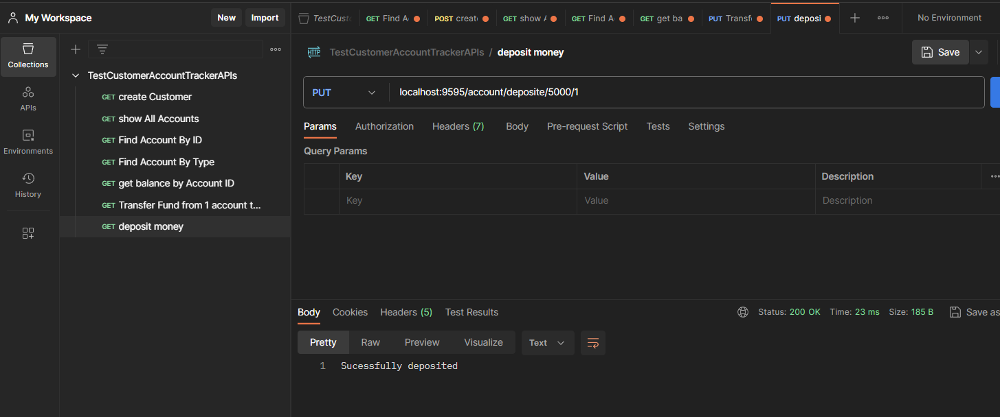 My Workspace New Import
TestCust GET Find A POST creat GET show A GET Find A GET get ba PUT Transf PUT deposi No Environment
Collections
APIs
Environments
History
TestCustomerAccountTrackerAPIs
GET create Customer
GET show All Accounts
GET Find Account By ID
GET Find Account By Type
GET get balance by Account ID
GET Transfer Fund from 1 account t...
GET deposit money
HTTP TestCustomerAccountTrackerAPIs / deposit money Save
PUT localhost:9595/account/deposite/5000/1
Params Authorization Headers (7) Body Pre-request Script Tests Settings
Query Params
Key Value Description
Key Value Description
Body Cookies Headers (5) Test Results Status: 200 OK Time: 23 ms Size: 185 B Save as
Pretty Raw Preview Visualize Text
1 Sucessfully deposited